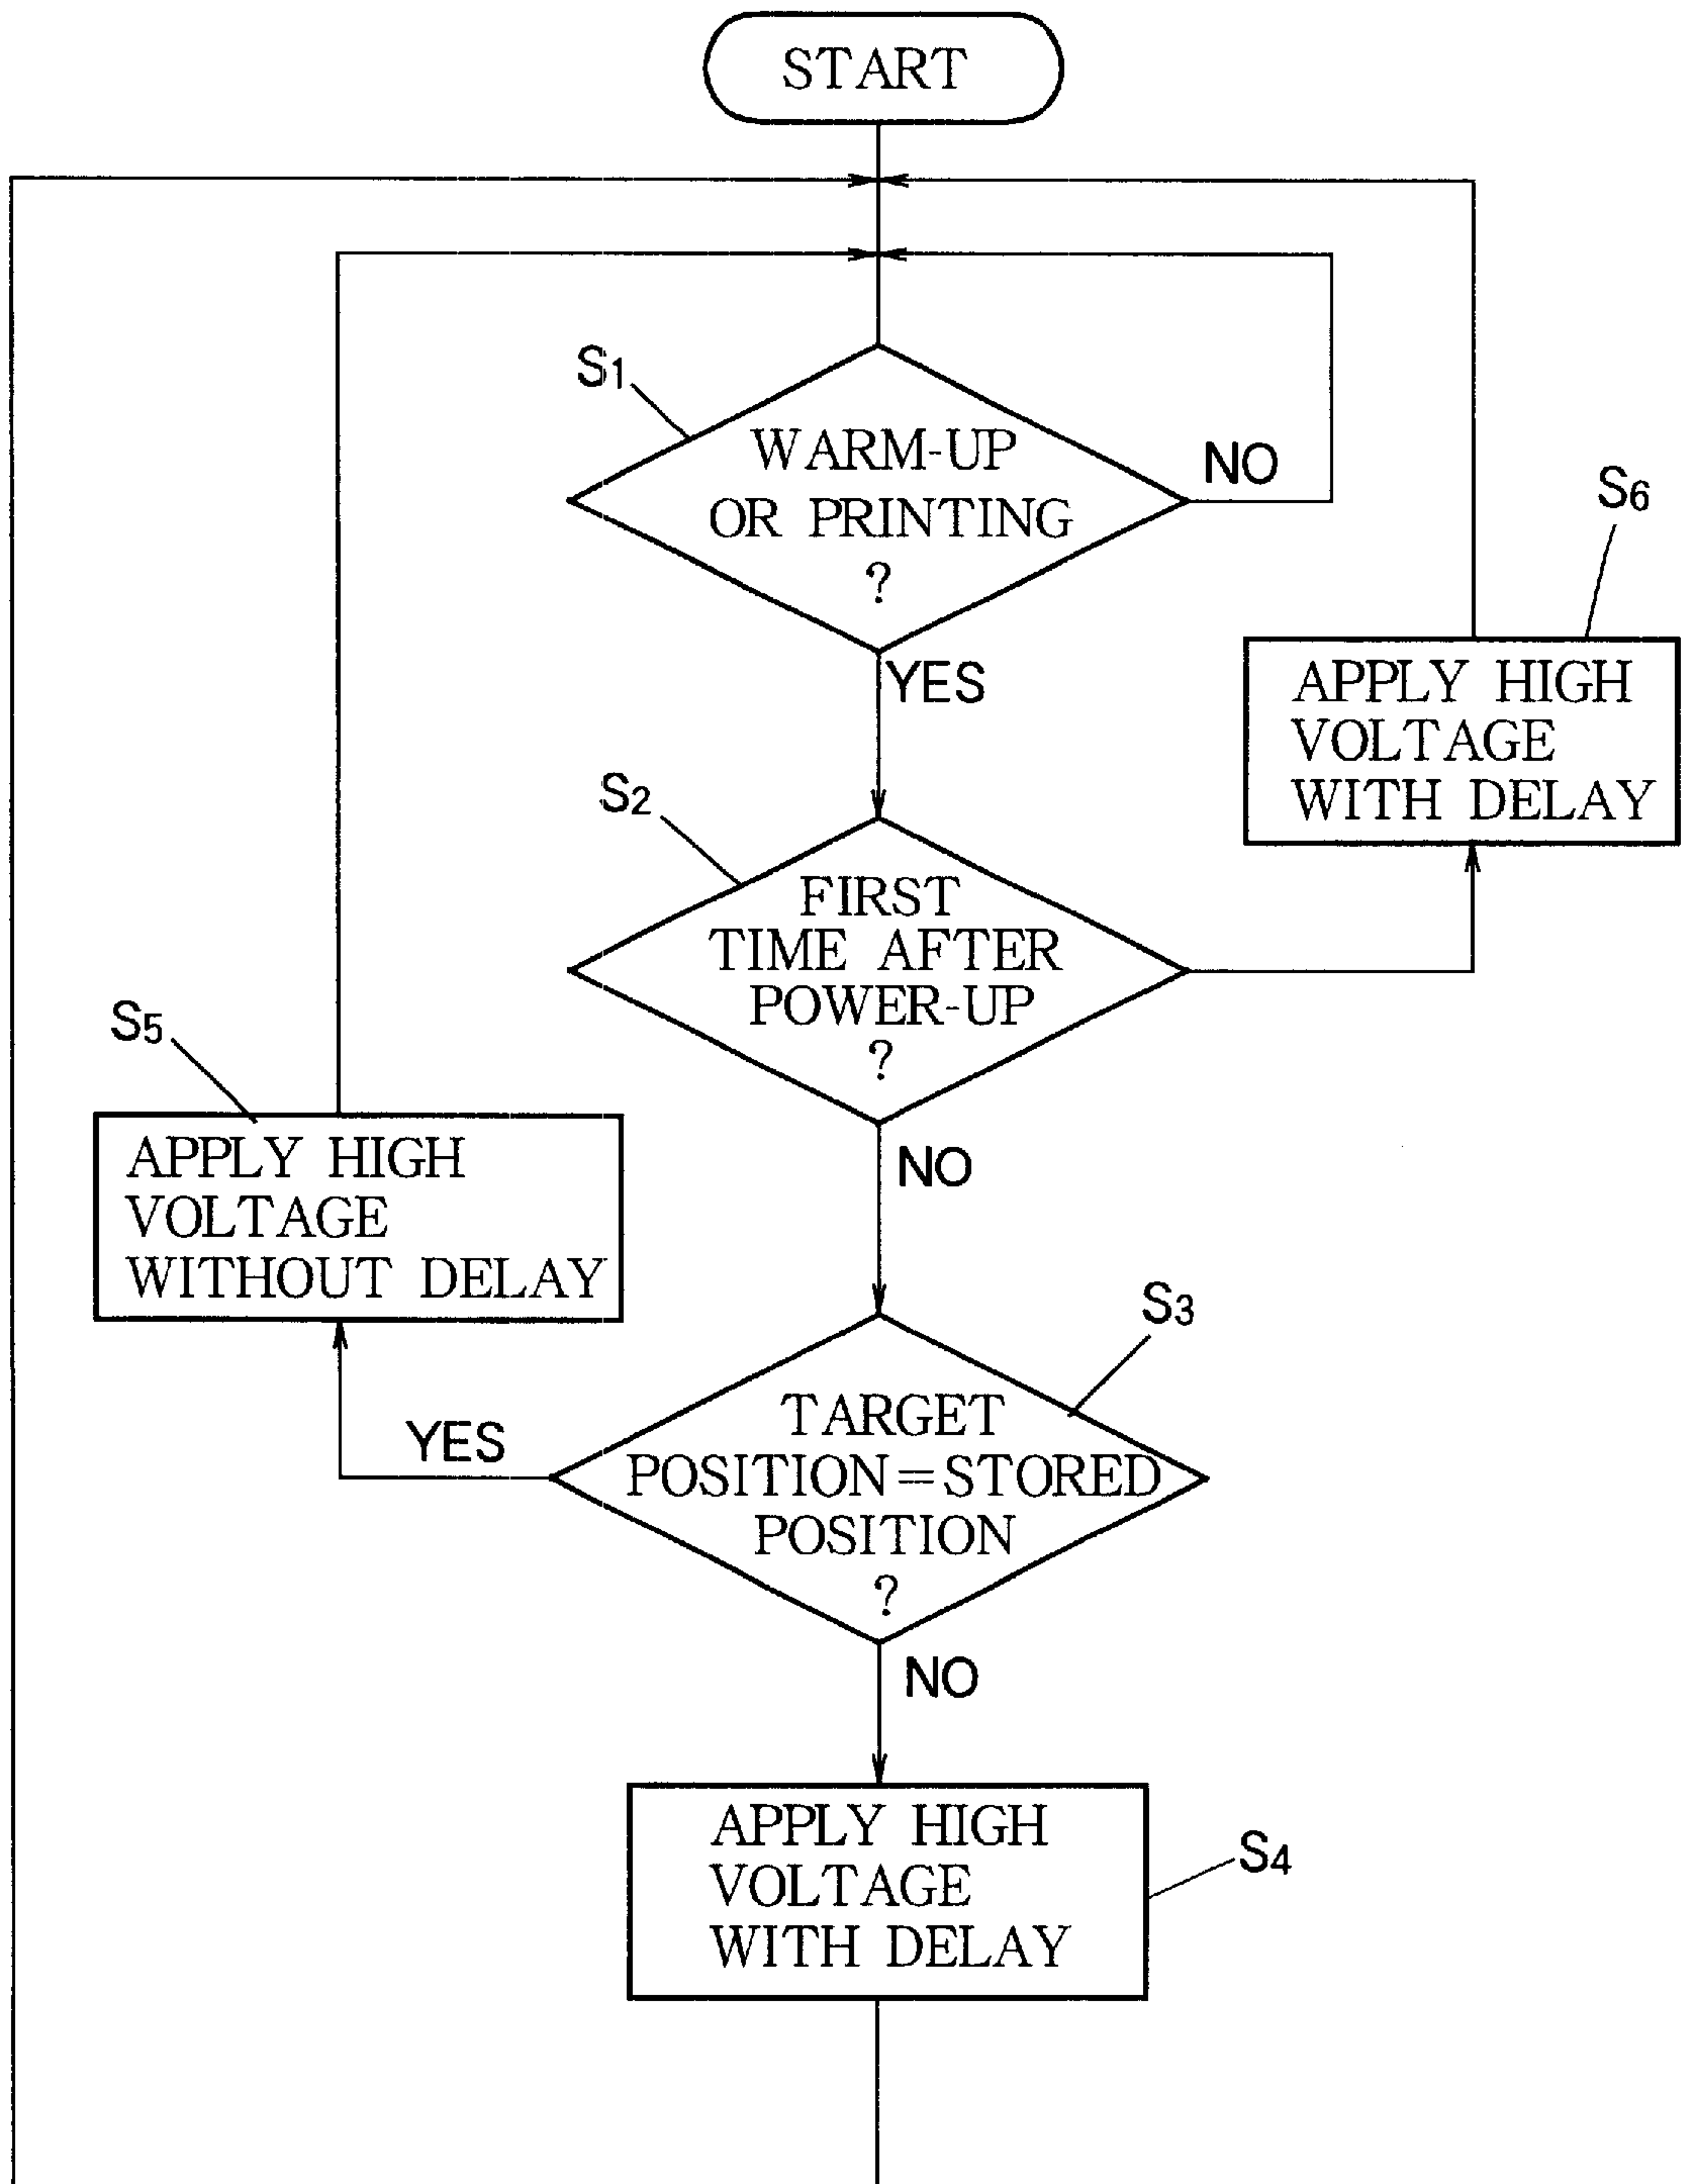 START
S1
WARM-UP
OR PRINTING
?
NO
YES
S6
APPLY HIGH
VOLTAGE
WITH DELAY
S2
FIRST
TIME AFTER
POWER-UP
?
NO
S5
APPLY HIGH
VOLTAGE
WITHOUT DELAY
S3
TARGET
POSITION=STORED
POSITION
?
YES
NO
APPLY HIGH
VOLTAGE
WITH DELAY
S4